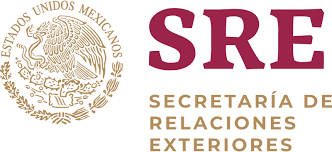 ESTADOS UNIDOS MEXICANOS
SRE
SECRETARÍA DE
RELACIONES
EXTERIORES